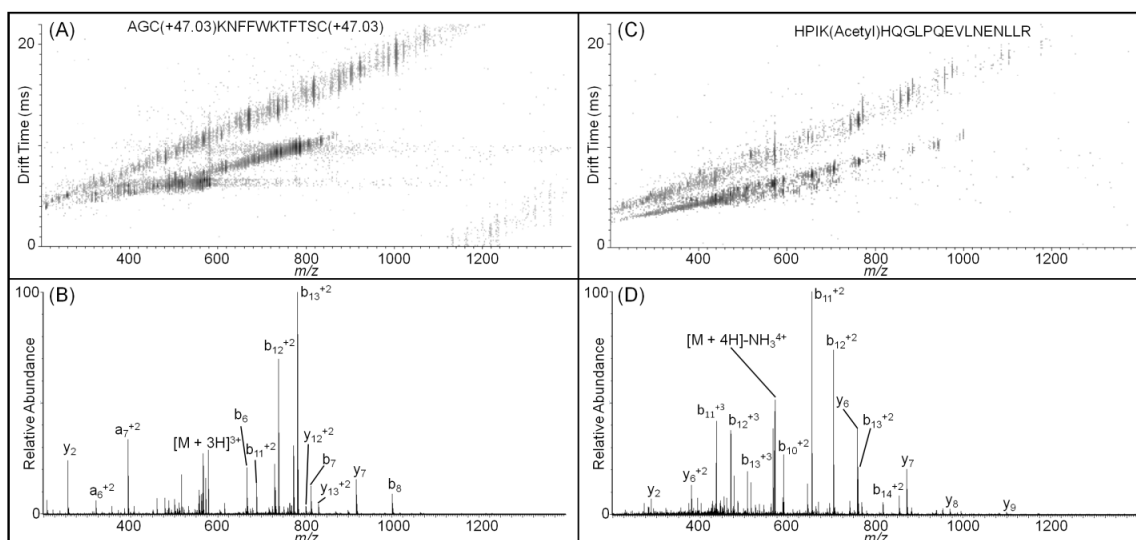 (A)
AGC(+47.03)KNFFWKTFTSC(+47.03)
Drift Time (ms)
20
0
400
600
800
1000
1200
m/z
(B)
Relative Abundance
100
0
y₂
a₆⁺²
a₇⁺²
[M + 3H]³⁺
b₆
b₁₁⁺²
b₁₂⁺²
b₁₃⁺²
y₁₂⁺²
b₇
y₁₃⁺²
y₇
b₈
400
600
800
1000
1200
m/z
(C)
HPIK(Acetyl)HQGLPQEVLNENLLR
Drift Time (ms)
20
0
400
600
800
1000
1200
m/z
(D)
Relative Abundance
100
0
y₂
y₆⁺²
b₁₁⁺³
b₁₂⁺³
b₁₃⁺³
[M + 4H]-NH₃⁴⁺
b₁₀⁺²
b₁₁⁺²
b₁₂⁺²
y₆
b₁₃⁺²
b₁₄⁺²
y₇
y₈
y₉
400
600
800
1000
1200
m/z